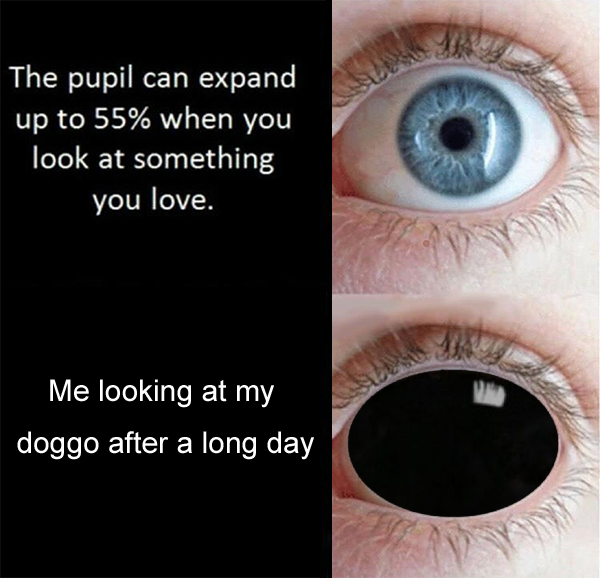 The pupil can expand
up to 55% when you
look at something
you love.
Me looking at my
doggo after a long day